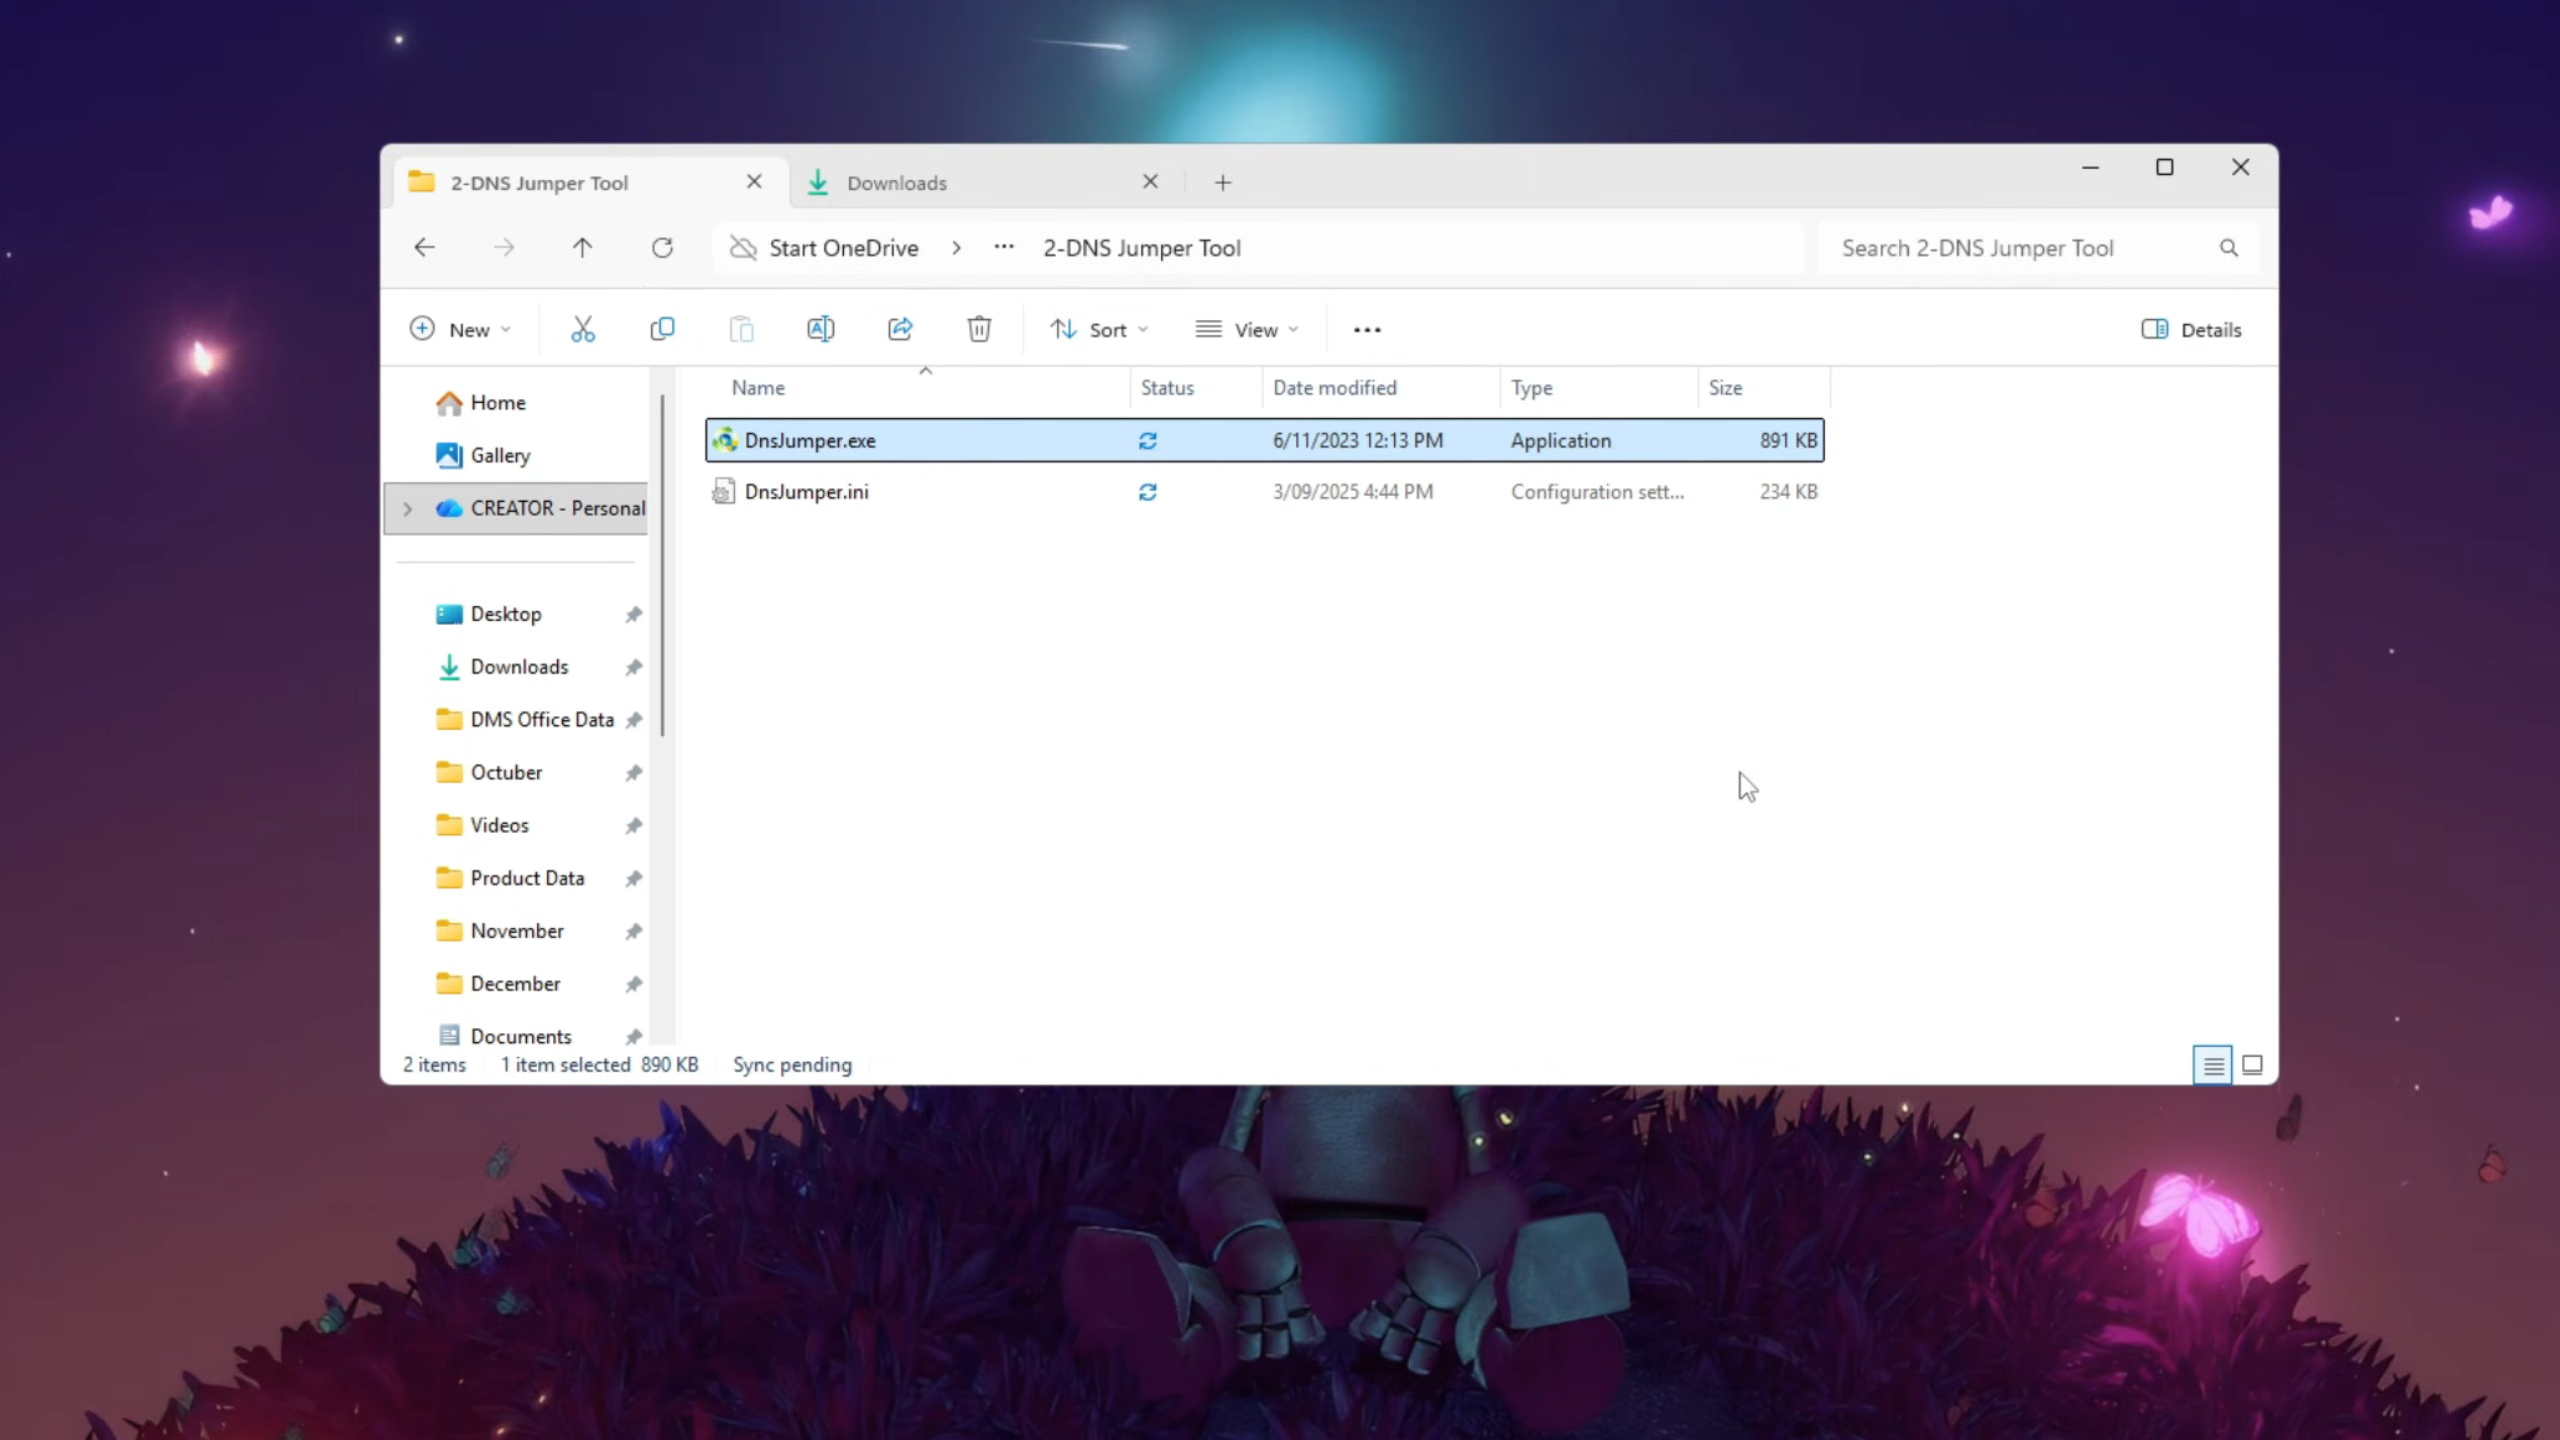 2-DNS Jumper Tool
Downloads
Start OneDrive > ... 2-DNS Jumper Tool
Search 2-DNS Jumper Tool
New
Sort
View
Details
Home
Gallery
CREATOR - Personal
Desktop
Downloads
DMS Office Data
Octuber
Videos
Product Data
November
December
Documents
Name Status Date modified Type Size
DnsJumper.exe 6/11/2023 12:13 PM Application 891 KB
DnsJumper.ini 3/09/2025 4:44 PM Configuration sett... 234 KB
2 items 1 item selected 890 KB Sync pending